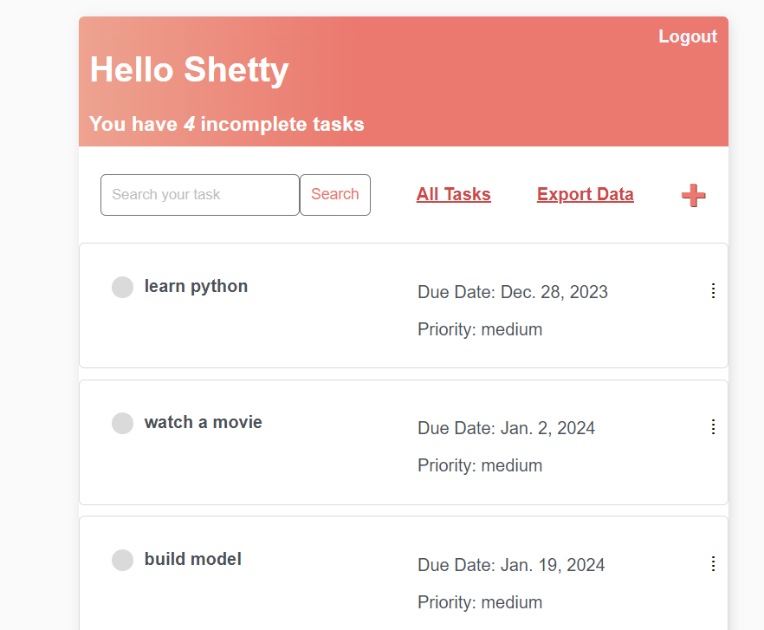 Logout
Hello Shetty
You have 4 incomplete tasks
Search your task
Search
All Tasks
Export Data
learn python
Due Date: Dec. 28, 2023
Priority: medium
watch a movie
Due Date: Jan. 2, 2024
Priority: medium
build model
Due Date: Jan. 19, 2024
Priority: medium